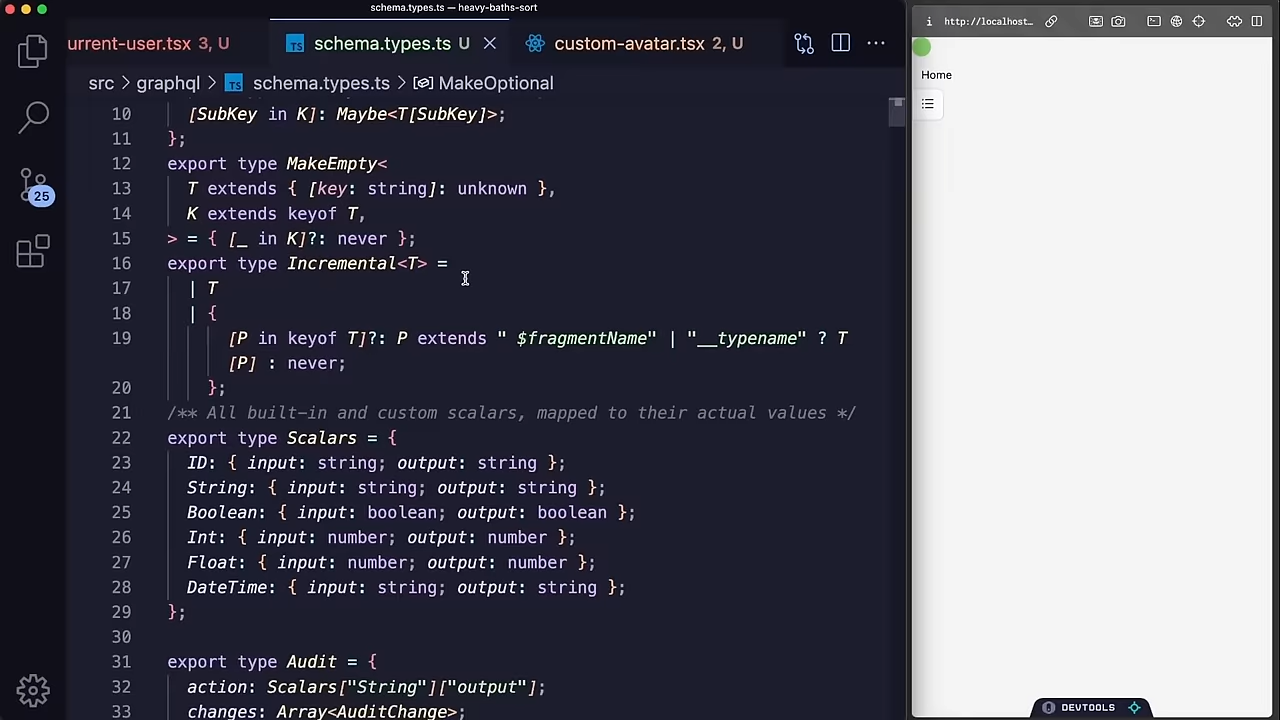 schema.types.ts — heavy-baths-sort
urrent-user.tsx 3, U
TS schema.types.ts U
custom-avatar.tsx 2, U
src > graphql > TS schema.types.ts > MakeOptional
25
10 [SubKey in K]: Maybe<T[SubKey]>;
11 };
12 export type MakeEmpty<
13 T extends { [key: string]: unknown },
14 K extends keyof T,
15 > = { [_ in K]?: never };
16 export type Incremental<T> =
17 | T
18 | {
19 [P in keyof T]?: P extends " $fragmentName" | "__typename" ? T
[P] : never;
20 };
21 /** All built-in and custom scalars, mapped to their actual values */
22 export type Scalars = {
23 ID: { input: string; output: string };
24 String: { input: string; output: string };
25 Boolean: { input: boolean; output: boolean };
26 Int: { input: number; output: number };
27 Float: { input: number; output: number };
28 DateTime: { input: string; output: string };
29 };
30
31 export type Audit = {
32 action: Scalars["String"]["output"];
33 changes: Array<AuditChange>;
http://localhost…
Home
DEVTOOLS